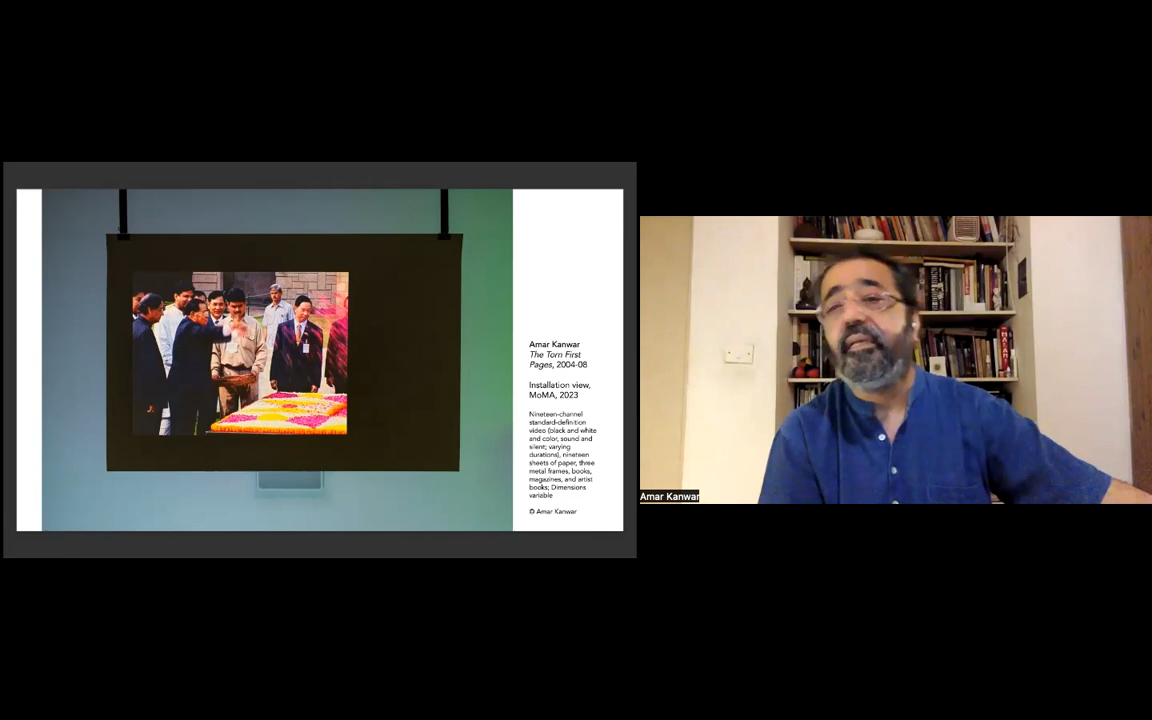 Amar Kanwar
The Torn First
Pages, 2004-08
Installation view,
MoMA, 2023
Nineteen-channel
standard-definition
video (black and white
and color, sound and
silent; varying
durations), nineteen
sheets of paper, three
metal frames, books,
magazines, and artist
books; Dimensions
variable
© Amar Kanwar
Amar Kanwar